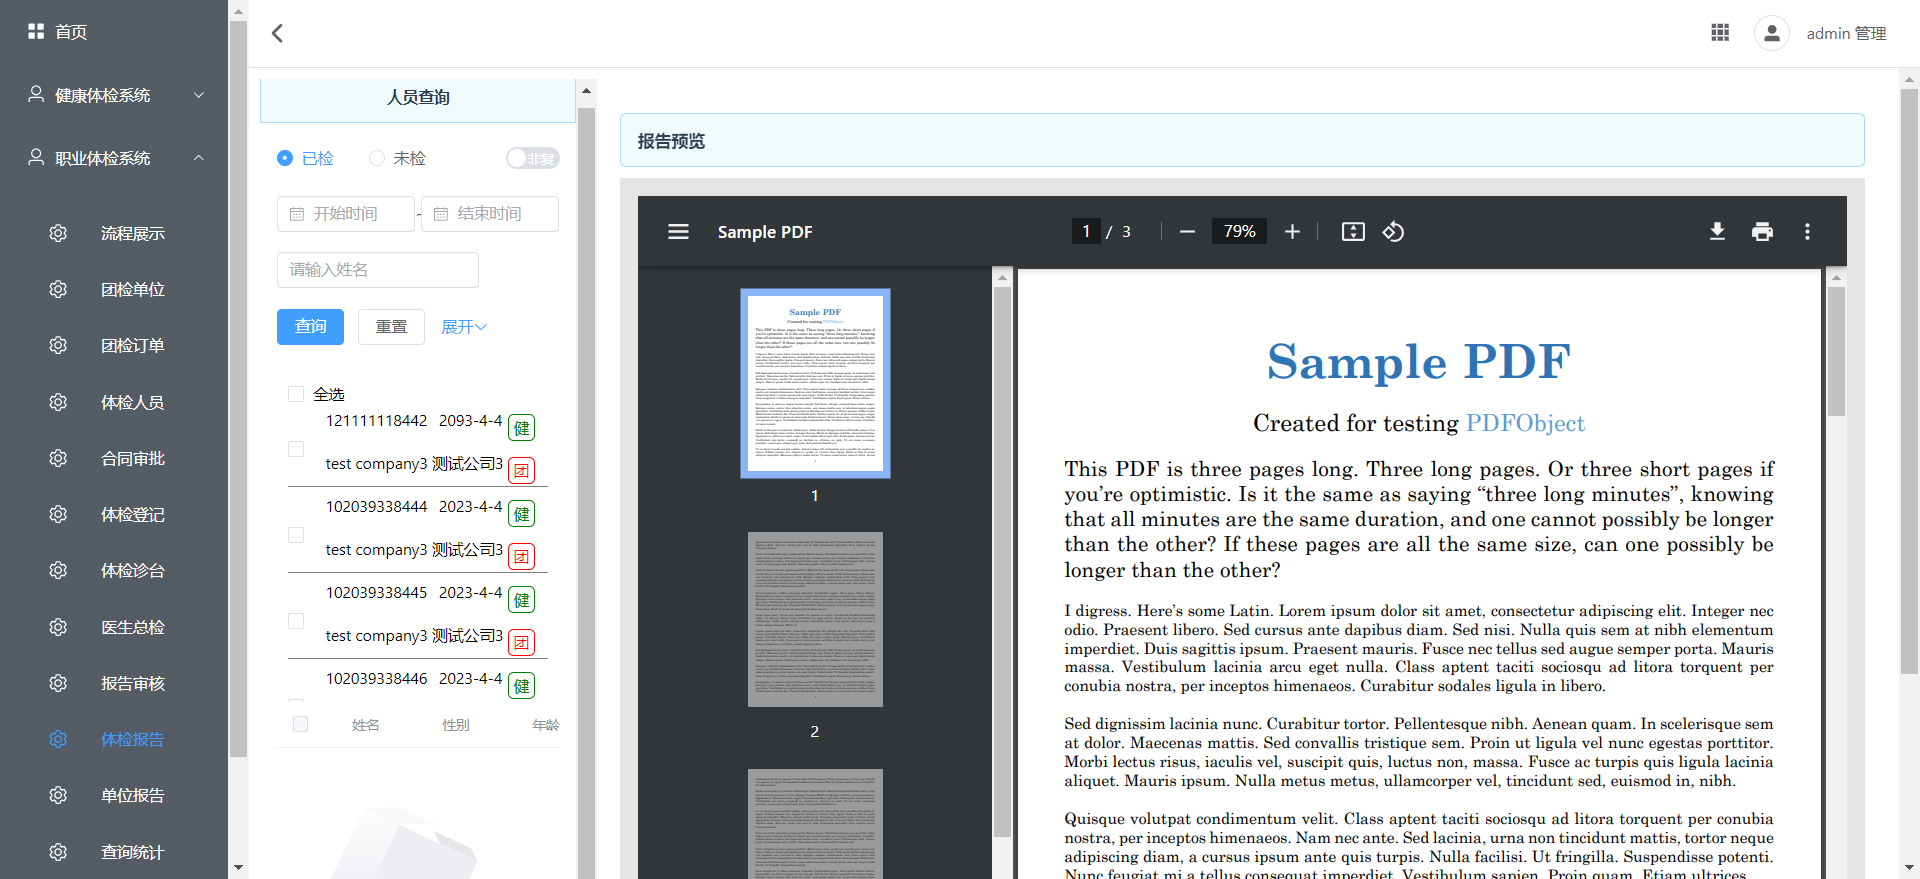 首页
健康体检系统
职业体检系统
流程展示
团检单位
团检订单
体检人员
合同审批
体检登记
体检诊台
医生总检
报告审核
体检报告
单位报告
查询统计
admin 管理
人员查询
已检
未检
非复
开始时间 - 结束时间
请输入姓名
查询
重置
展开
全选
121111118442 2093-4-4 健
test company3 测试公司3 团
102039338444 2023-4-4 健
test company3 测试公司3 团
102039338445 2023-4-4 健
test company3 测试公司3 团
102039338446 2023-4-4 健
姓名 性别 年龄
报告预览
Sample PDF
1 / 3
79%
Sample PDF
Created for testing PDFObject
1
2
Sample PDF
Created for testing PDFObject
This PDF is three pages long. Three long pages. Or three short pages if
you’re optimistic. Is it the same as saying “three long minutes”, knowing
that all minutes are the same duration, and one cannot possibly be longer
than the other? If these pages are all the same size, can one possibly be
longer than the other?
I digress. Here’s some Latin. Lorem ipsum dolor sit amet, consectetur adipiscing elit. Integer nec
odio. Praesent libero. Sed cursus ante dapibus diam. Sed nisi. Nulla quis sem at nibh elementum
imperdiet. Duis sagittis ipsum. Praesent mauris. Fusce nec tellus sed augue semper porta. Mauris
massa. Vestibulum lacinia arcu eget nulla. Class aptent taciti sociosqu ad litora torquent per
conubia nostra, per inceptos himenaeos. Curabitur sodales ligula in libero.
Sed dignissim lacinia nunc. Curabitur tortor. Pellentesque nibh. Aenean quam. In scelerisque sem
at dolor. Maecenas mattis. Sed convallis tristique sem. Proin ut ligula vel nunc egestas porttitor.
Morbi lectus risus, iaculis vel, suscipit quis, luctus non, massa. Fusce ac turpis quis ligula lacinia
aliquet. Mauris ipsum. Nulla metus metus, ullamcorper vel, tincidunt sed, euismod in, nibh.
Quisque volutpat condimentum velit. Class aptent taciti sociosqu ad litora torquent per conubia
nostra, per inceptos himenaeos. Nam nec ante. Sed lacinia, urna non tincidunt mattis, tortor neque
adipiscing diam, a cursus ipsum ante quis turpis. Nulla facilisi. Ut fringilla. Suspendisse potenti.
Nunc feugiat mi a tellus consequat imperdiet. Vestibulum sapien. Proin quam. Etiam ultrices.